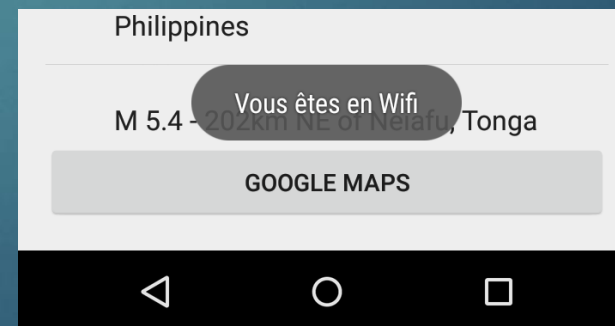 Philippines
Vous êtes en Wifi
M 5.4 - 202km NE of Neiafu, Tonga
GOOGLE MAPS